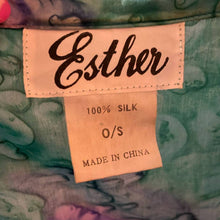 Esther
100% SILK
O/S
MADE IN CHINA